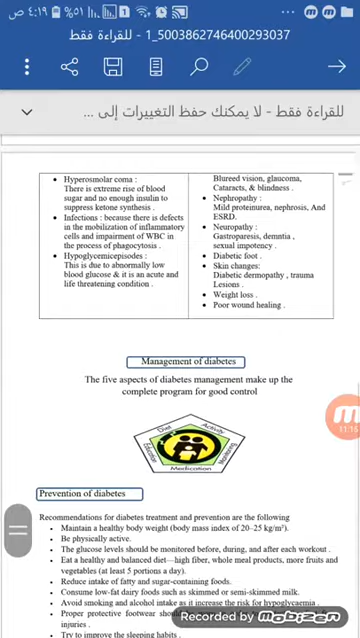 ٤:١٩ ص
٥١%
1_5003862746400293037 - للقراءة فقط
للقراءة فقط - لا يمكنك حفظ التغييرات إلى ...
• Hyperosmolar coma :
There is extreme rise of blood
sugar and no enough insulin to
suppress ketone synthesis .
• Infections : because there is defects
in the mobilization of inflammatory
cells and impairment of WBC in
the process of phagocytosis .
• Hypoglycemicepisodes :
This is due to abnormally low
blood glucose & it is an acute and
life threatening condition .
Blureed vision, glaucoma,
Cataracts, & blindness .
• Nephropathy :
Mild proteinurea, nephrosis, And
ESRD.
• Neuropathy :
Gastroparesis, demntia ,
sexual impotency .
• Diabetic foot .
• Skin changes:
Diabetic dermopathy , trauma
Lesions .
• Weight loss .
• Poor wound healing .
Management of diabetes
The five aspects of diabetes management make up the
complete program for good control
Diet
Activity
Education
Monitoring
Medication
11:16
Prevention of diabetes
Recommendations for diabetes treatment and prevention are the following
• Maintain a healthy body weight (body mass index of 20–25 kg/m²).
• Be physically active.
• The glucose levels should be monitored before, during, and after each workout .
• Eat a healthy and balanced diet—high fiber, whole meal products, more fruits and
vegetables (at least 5 portions a day).
• Reduce intake of fatty and sugar-containing foods.
• Consume low-fat dairy foods such as skimmed or semi-skimmed milk.
• Avoid smoking and alcohol intake as it increase the risk for hypoglycaemia .
• Proper protective footwear should
injuries .
• Try to improve the sleeping habits .
Recorded by mobizen